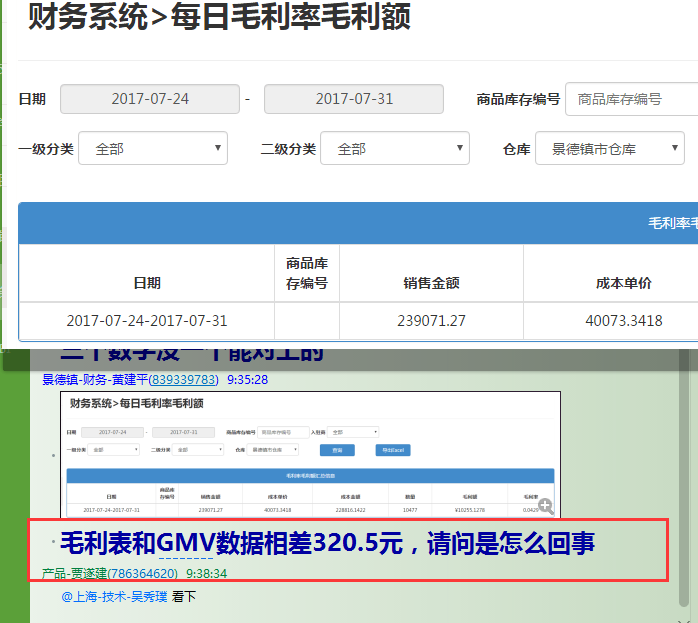 财务系统>每日毛利率毛利额
日期 2017-07-24 - 2017-07-31 商品库存编号 商品库存编号
一级分类 全部 二级分类 全部 仓库 景德镇市仓库
毛利率毛
日期 商品库存编号 销售金额 成本单价
2017-07-24-2017-07-31 239071.27 40073.3418
三个数字没一个能对上的
景德镇-财务-黄建平(839339783) 9:35:28
财务系统>每日毛利率毛利额
日期 2017-07-24 - 2017-07-31 商品库存编号 商品库存编号 入驻商 全部
一级分类 全部 二级分类 全部 仓库 景德镇市仓库 查询 导出Excel
毛利率毛利额汇总信息
日期 商品库存编号 销售金额 成本单价 成本金额 数量 毛利额 毛利率
2017-07-24-2017-07-31 239071.27 40073.3418 228816.1422 10477 ¥10255.1278 0.0429
毛利表和GMV数据相差320.5元，请问是怎么回事
产品-贾逐建(786364620) 9:38:34
@上海-技术-吴秀璞 看下